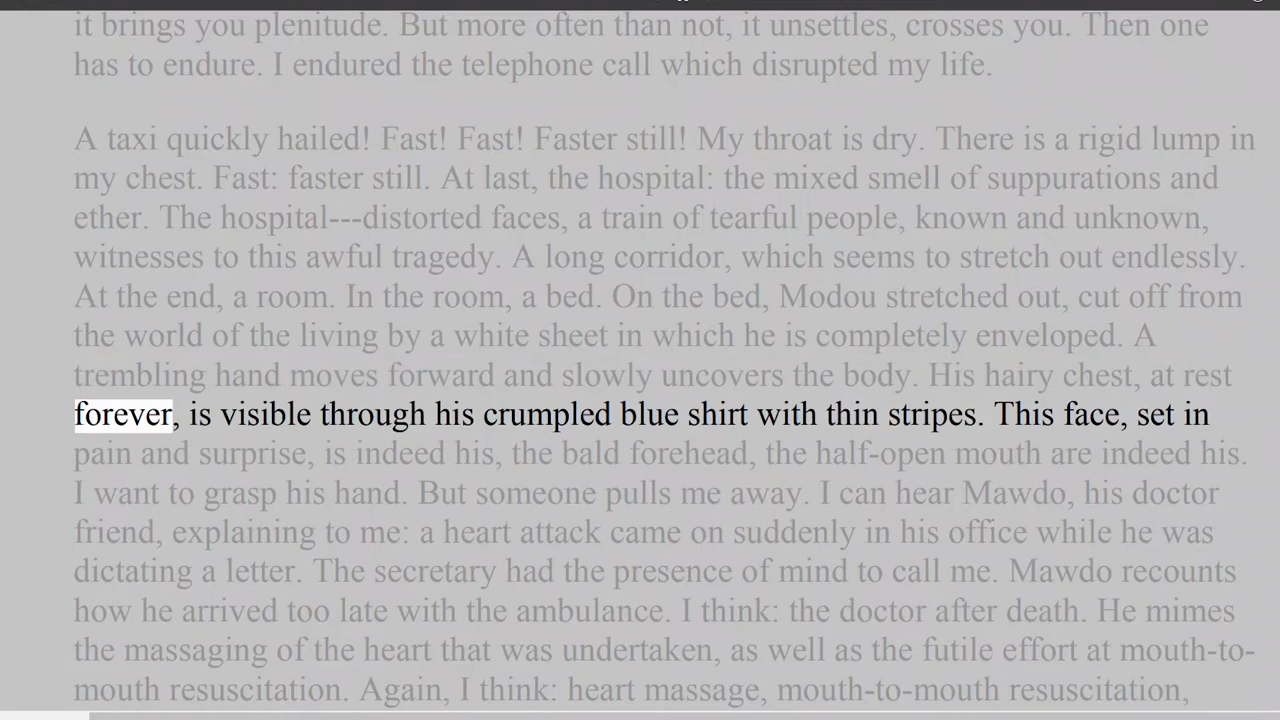 it brings you plenitude. But more often than not, it unsettles, crosses you. Then one
has to endure. I endured the telephone call which disrupted my life.
A taxi quickly hailed! Fast! Fast! Faster still! My throat is dry. There is a rigid lump in
my chest. Fast: faster still. At last, the hospital: the mixed smell of suppurations and
ether. The hospital---distorted faces, a train of tearful people, known and unknown,
witnesses to this awful tragedy. A long corridor, which seems to stretch out endlessly.
At the end, a room. In the room, a bed. On the bed, Modou stretched out, cut off from
the world of the living by a white sheet in which he is completely enveloped. A
trembling hand moves forward and slowly uncovers the body. His hairy chest, at rest
forever, is visible through his crumpled blue shirt with thin stripes. This face, set in
pain and surprise, is indeed his, the bald forehead, the half-open mouth are indeed his.
I want to grasp his hand. But someone pulls me away. I can hear Mawdo, his doctor
friend, explaining to me: a heart attack came on suddenly in his office while he was
dictating a letter. The secretary had the presence of mind to call me. Mawdo recounts
how he arrived too late with the ambulance. I think: the doctor after death. He mimes
the massaging of the heart that was undertaken, as well as the futile effort at mouth-to-
mouth resuscitation. Again, I think: heart massage, mouth-to-mouth resuscitation,